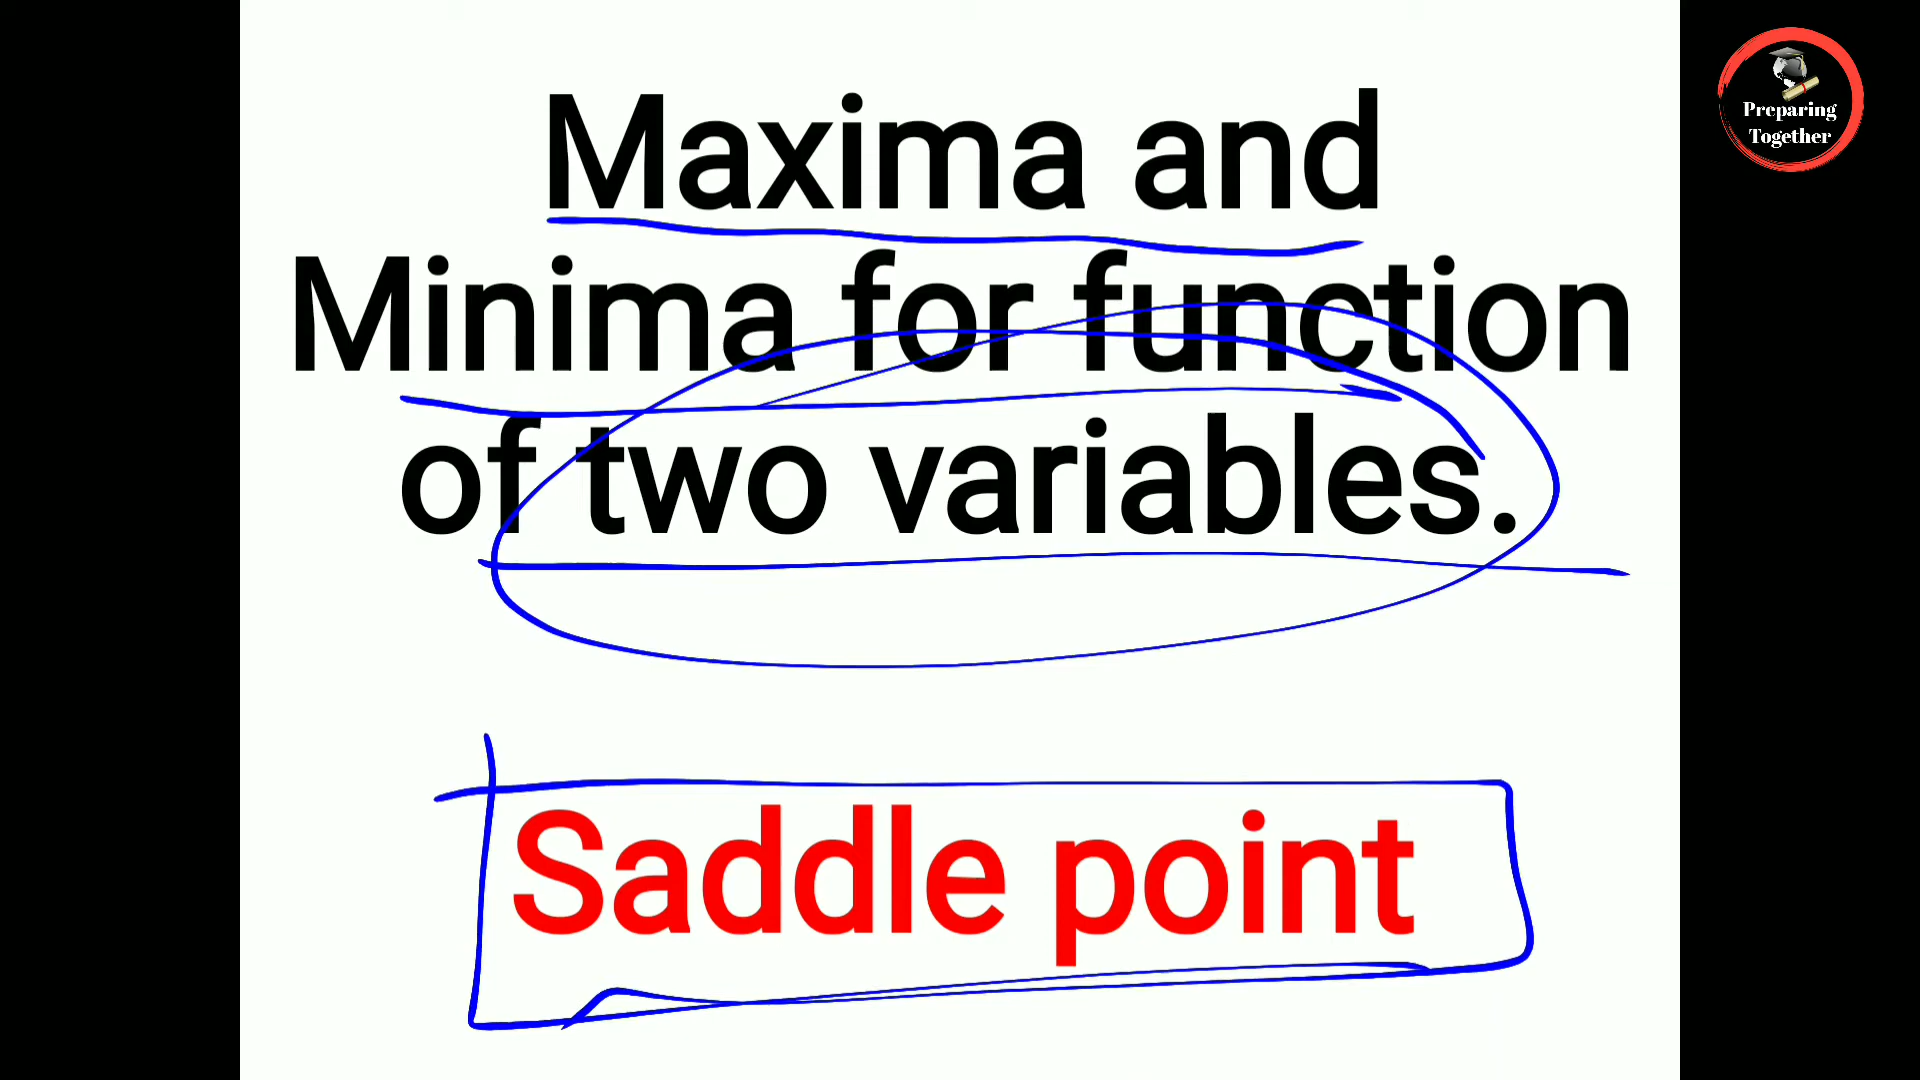 Maxima and
Minima for function
of two variables.
Saddle point
Preparing
Together